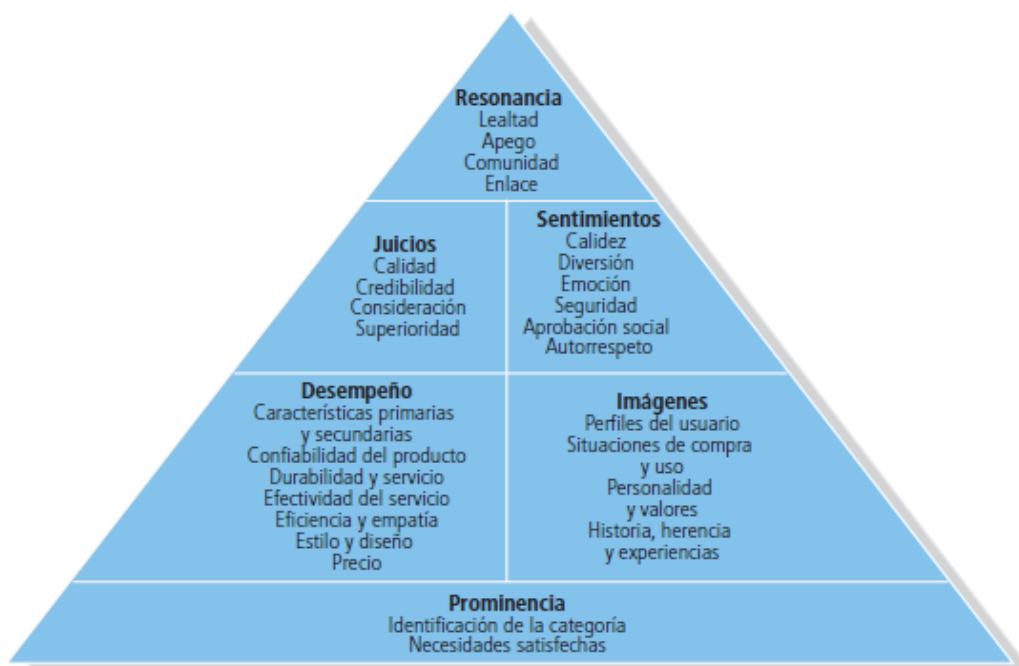 Resonancia
Lealtad
Apego
Comunidad
Enlace
Juicios
Calidad
Credibilidad
Consideración
Superioridad
Sentimientos
Calidez
Diversión
Emoción
Seguridad
Aprobación social
Autorrespeto
Desempeño
Características primarias
y secundarias
Confiabilidad del producto
Durabilidad y servicio
Efectividad del servicio
Eficiencia y empatía
Estilo y diseño
Precio
Imágenes
Perfiles del usuario
Situaciones de compra
y uso
Personalidad
y valores
Historia, herencia
y experiencias
Prominencia
Identificación de la categoría
Necesidades satisfechas